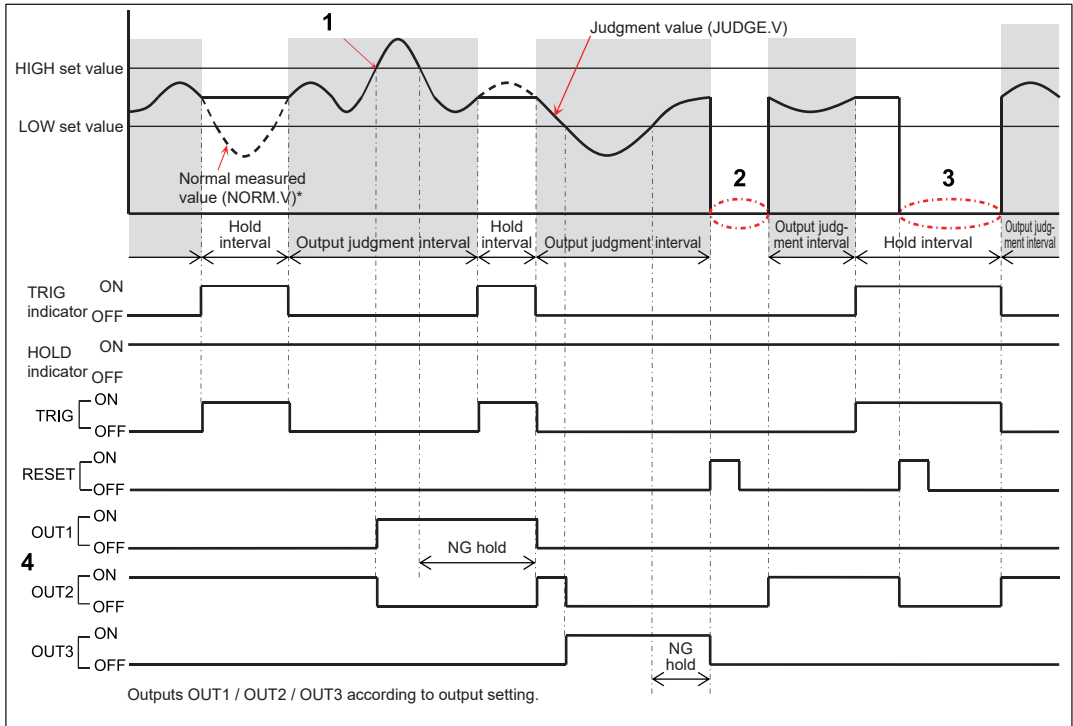 1
Judgment value (JUDGE.V)
HIGH set value
LOW set value
Normal measured
value (NORM.V)*
2
3
Hold
interval
Output judgment interval
Hold
interval
Output judgment interval
Output judg-
ment interval
Hold interval
Output judg-
ment interval
TRIG
indicator
ON
OFF
HOLD
indicator
ON
OFF
TRIG
ON
OFF
RESET
ON
OFF
OUT1
ON
OFF
NG hold
4
OUT2
ON
OFF
OUT3
ON
OFF
NG
hold
Outputs OUT1 / OUT2 / OUT3 according to output setting.